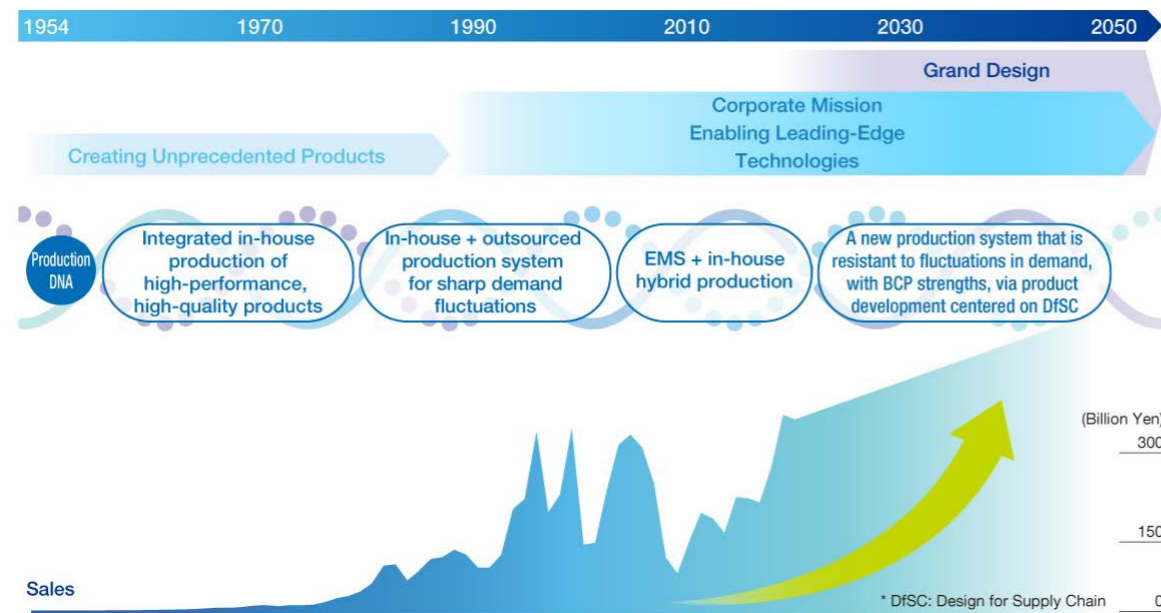 1954 1970 1990 2010 2030 2050
Grand Design
Corporate Mission
Enabling Leading-Edge
Technologies
Creating Unprecedented Products
Production
DNA
Integrated in-house
production of
high-performance,
high-quality products
In-house + outsourced
production system
for sharp demand
fluctuations
EMS + in-house
hybrid production
A new production system that is
resistant to fluctuations in demand,
with BCP strengths, via product
development centered on DfSC
(Billion Yen)
300
150
Sales
* DfSC: Design for Supply Chain
0